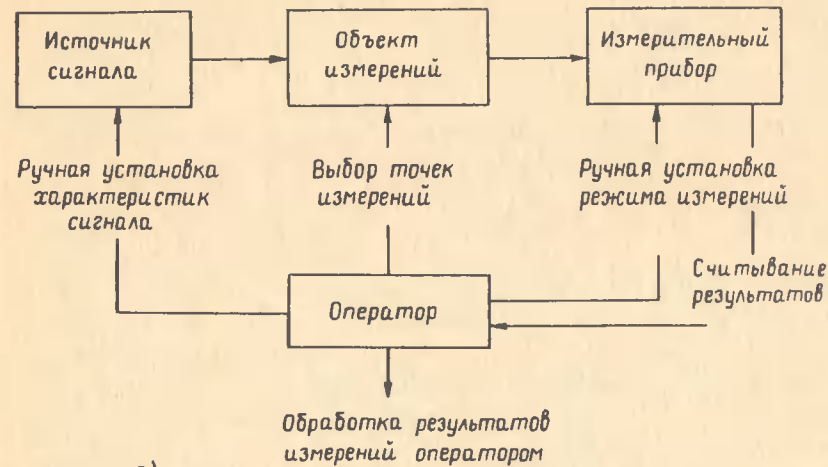 Источник
сигнала
Объект
измерений
Измерительный
прибор
Ручная установка
характеристик
сигнала
Выбор точек
измерений
Ручная установка
режима измерений
Считывание
результатов
Оператор
Обработка результатов
измерений оператором